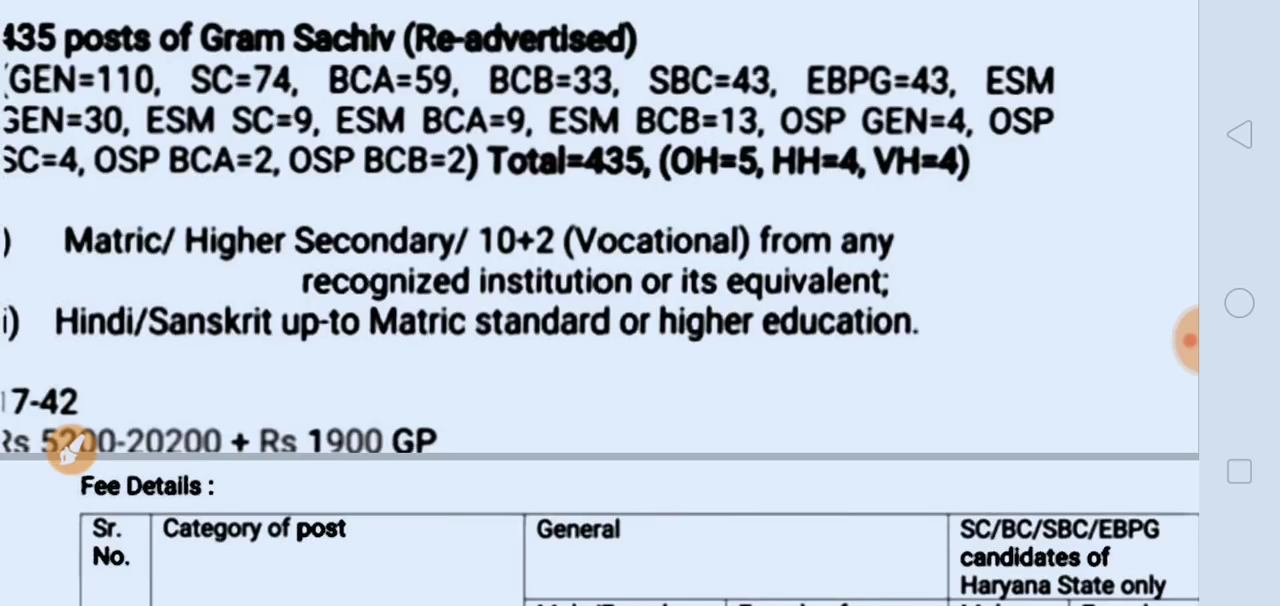 435 posts of Gram Sachiv (Re-advertised)
(GEN=110, SC=74, BCA=59, BCB=33, SBC=43, EBPG=43, ESM
GEN=30, ESM SC=9, ESM BCA=9, ESM BCB=13, OSP GEN=4, OSP
SC=4, OSP BCA=2, OSP BCB=2) Total=435, (OH=5, HH=4, VH=4)
) Matric/ Higher Secondary/ 10+2 (Vocational) from any
recognized institution or its equivalent;
i) Hindi/Sanskrit up-to Matric standard or higher education.
17-42
Rs 5200-20200 + Rs 1900 GP
Fee Details :
Sr. No. Category of post General SC/BC/SBC/EBPG candidates of Haryana State only